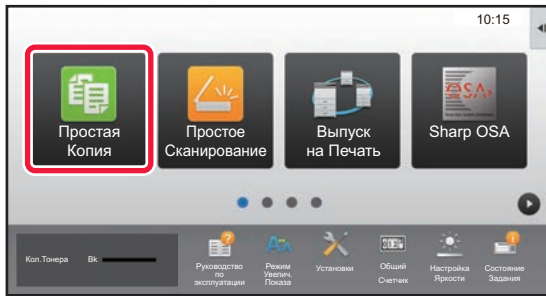 10:15
Простая
Копия
Простое
Сканирование
Выпуск
на Печать
OSA
Sharp OSA
Кол.Тонера Bk
Руководство
по
эксплуатации
Режим
Увелич.
Показа
Установки
Общий
Счетчик
Настройка
Яркости
Состояние
Задания